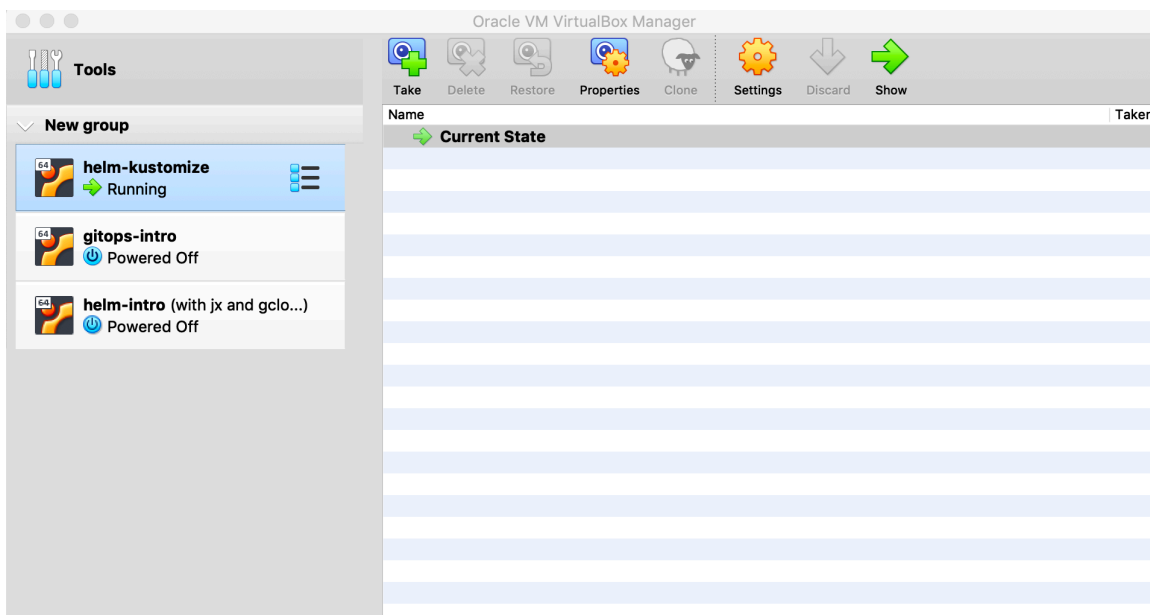 Oracle VM VirtualBox Manager
Tools
Take Delete Restore Properties Clone Settings Discard Show
Name Taken
Current State
New group
64 helm-kustomize
Running
64 gitops-intro
Powered Off
64 helm-intro (with jx and gclo...)
Powered Off